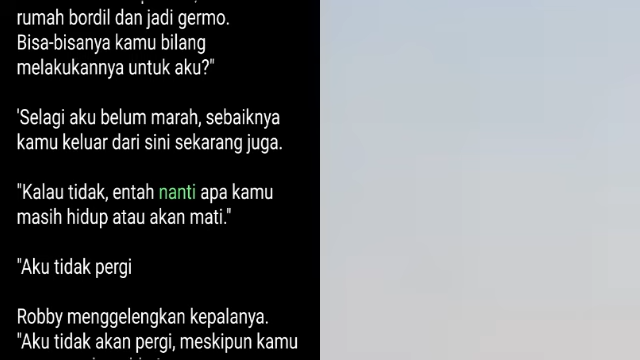 rumah bordil dan jadi germo.
Bisa-bisanya kamu bilang
melakukannya untuk aku?"
'Selagi aku belum marah, sebaiknya
kamu keluar dari sini sekarang juga.
"Kalau tidak, entah nanti apa kamu
masih hidup atau akan mati."
"Aku tidak pergi
Robby menggelengkan kepalanya.
"Aku tidak akan pergi, meskipun kamu